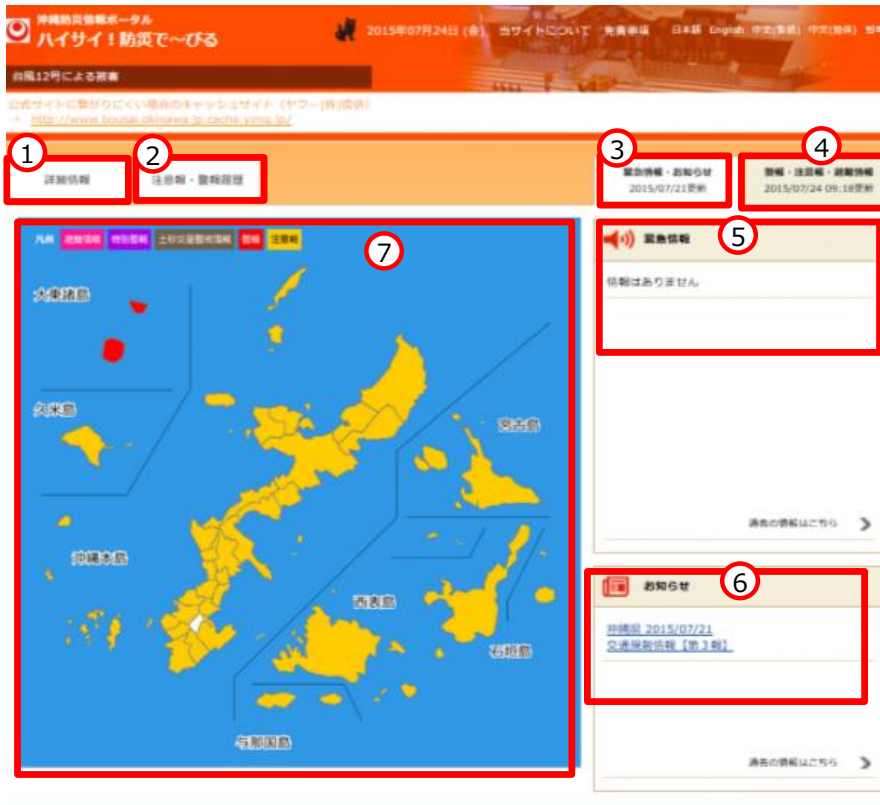 沖縄防災情報ポータル
ハイサイ！防災で～びる
2015年07月24日 (金)
当サイトについて
免責事項
日本語 English 中文(繁體) 中文(简体)
台風12号による被害
公式サイトに繋がりにくい場合のキャッシュサイト（ヤフー(株)提供）
→ http://www.bousai.okinawa.jp.cache.yimg.jp/
①
詳細情報
②
注意報・警報履歴
③
緊急情報・お知らせ
2015/07/21更新
④
警報・注意報・避難情報
2015/07/24 09:18更新
⑦
凡例 避難情報 特別警報 土砂災害警戒情報 警報 注意報
大東諸島
久米島
宮古島
沖縄本島
西表島
石垣島
与那国島
⑤
緊急情報
情報はありません
過去の情報はこちら
⑥
お知らせ
沖縄県 2015/07/21
交通規制情報【第３報】
過去の情報はこちら